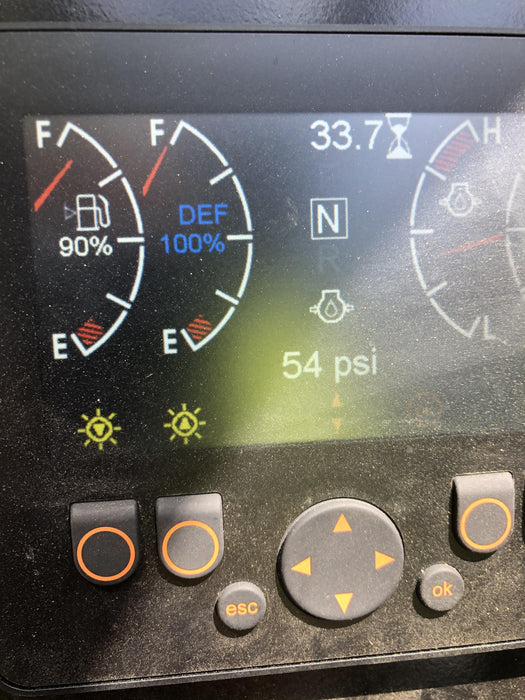 F F 33.7 H
DEF N
90% 100%
R
E E L
54 psi
esc ok